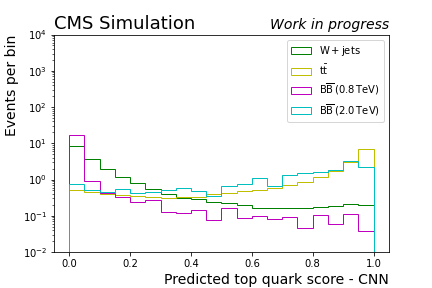 CMS Simulation Work in progress
Events per bin
10⁴
10³
10²
10¹
10⁰
10⁻¹
10⁻²
W + jets
tt̅
BB̅ (0.8 TeV)
BB̅ (2.0 TeV)
0.0 0.2 0.4 0.6 0.8 1.0
Predicted top quark score - CNN